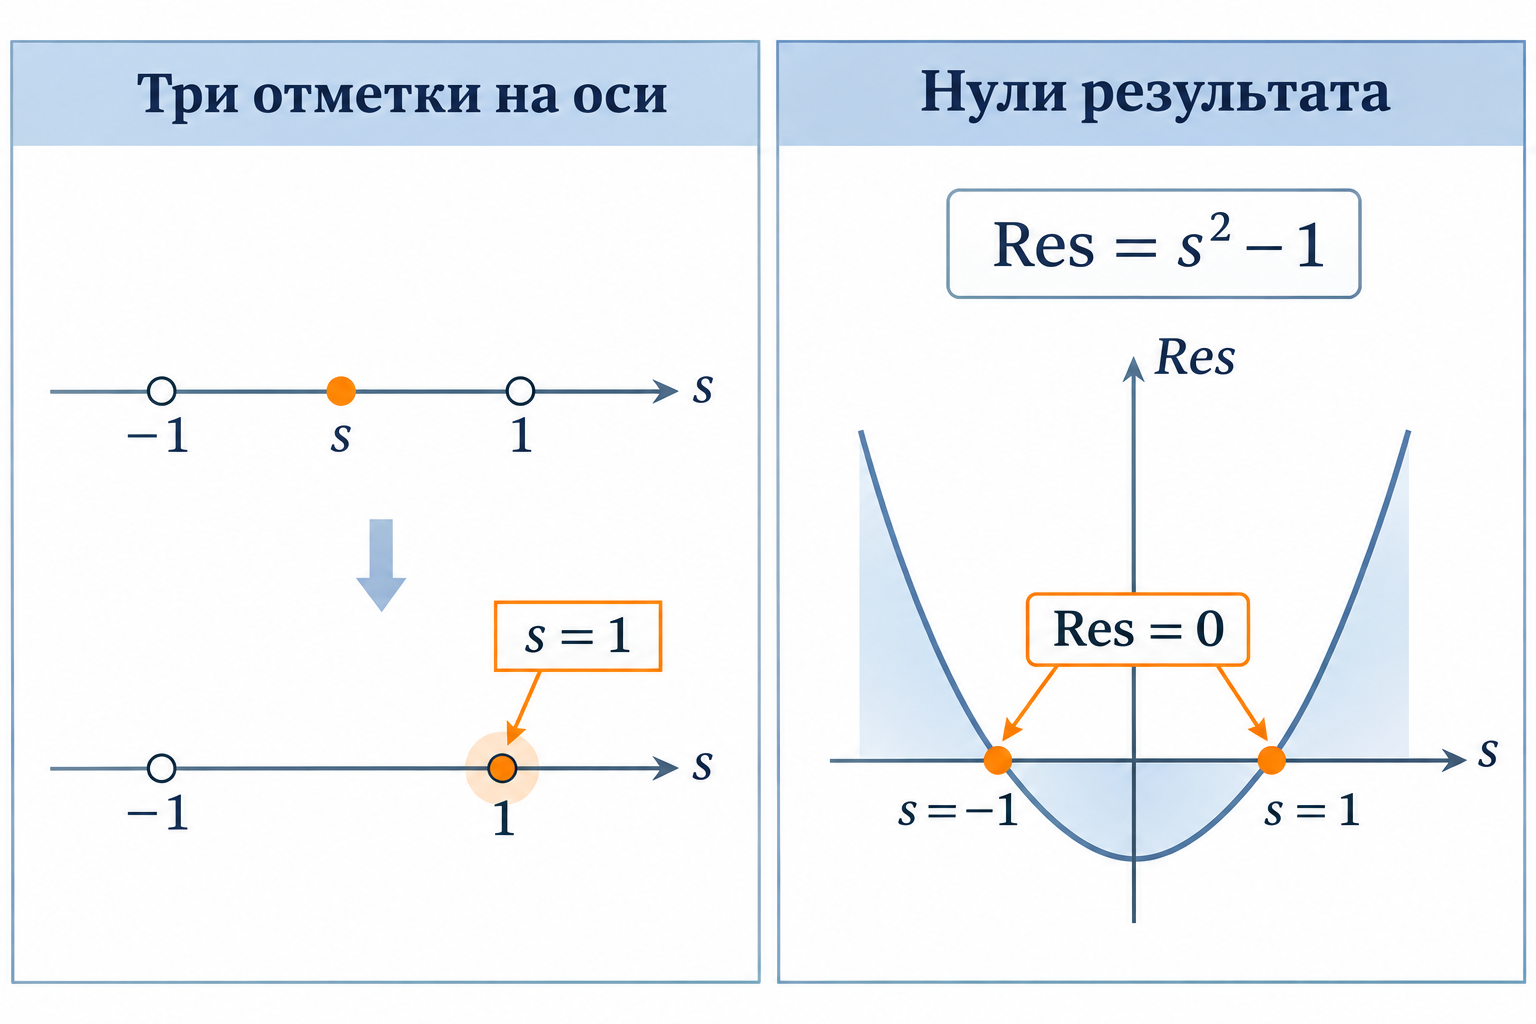 Три отметки на оси
s
−1 s 1
s = 1
s
−1 1
Нули результата
Res = s² − 1
Res
Res = 0
s
s = −1 s = 1